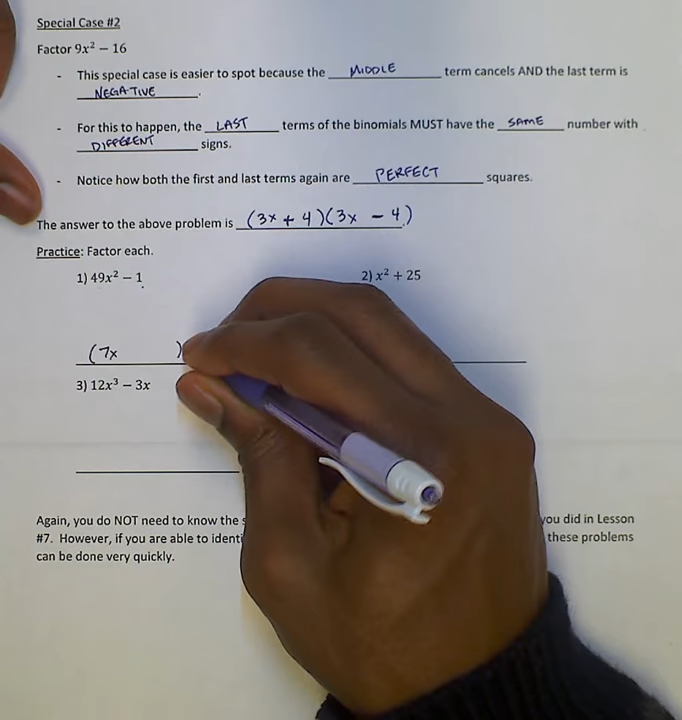 Special Case #2
Factor 9x² – 16
- This special case is easier to spot because the MIDDLE term cancels AND the last term is
NEGATIVE.
- For this to happen, the LAST terms of the binomials MUST have the SAME number with
DIFFERENT signs.
- Notice how both the first and last terms again are PERFECT squares.
The answer to the above problem is (3x + 4)(3x – 4).
Practice: Factor each.
1) 49x² – 1 2) x² + 25
(7x )
3) 12x³ – 3x
Again, you do NOT need to know the you did in Lesson
#7. However, if you are able to these problems
can be done very quickly.